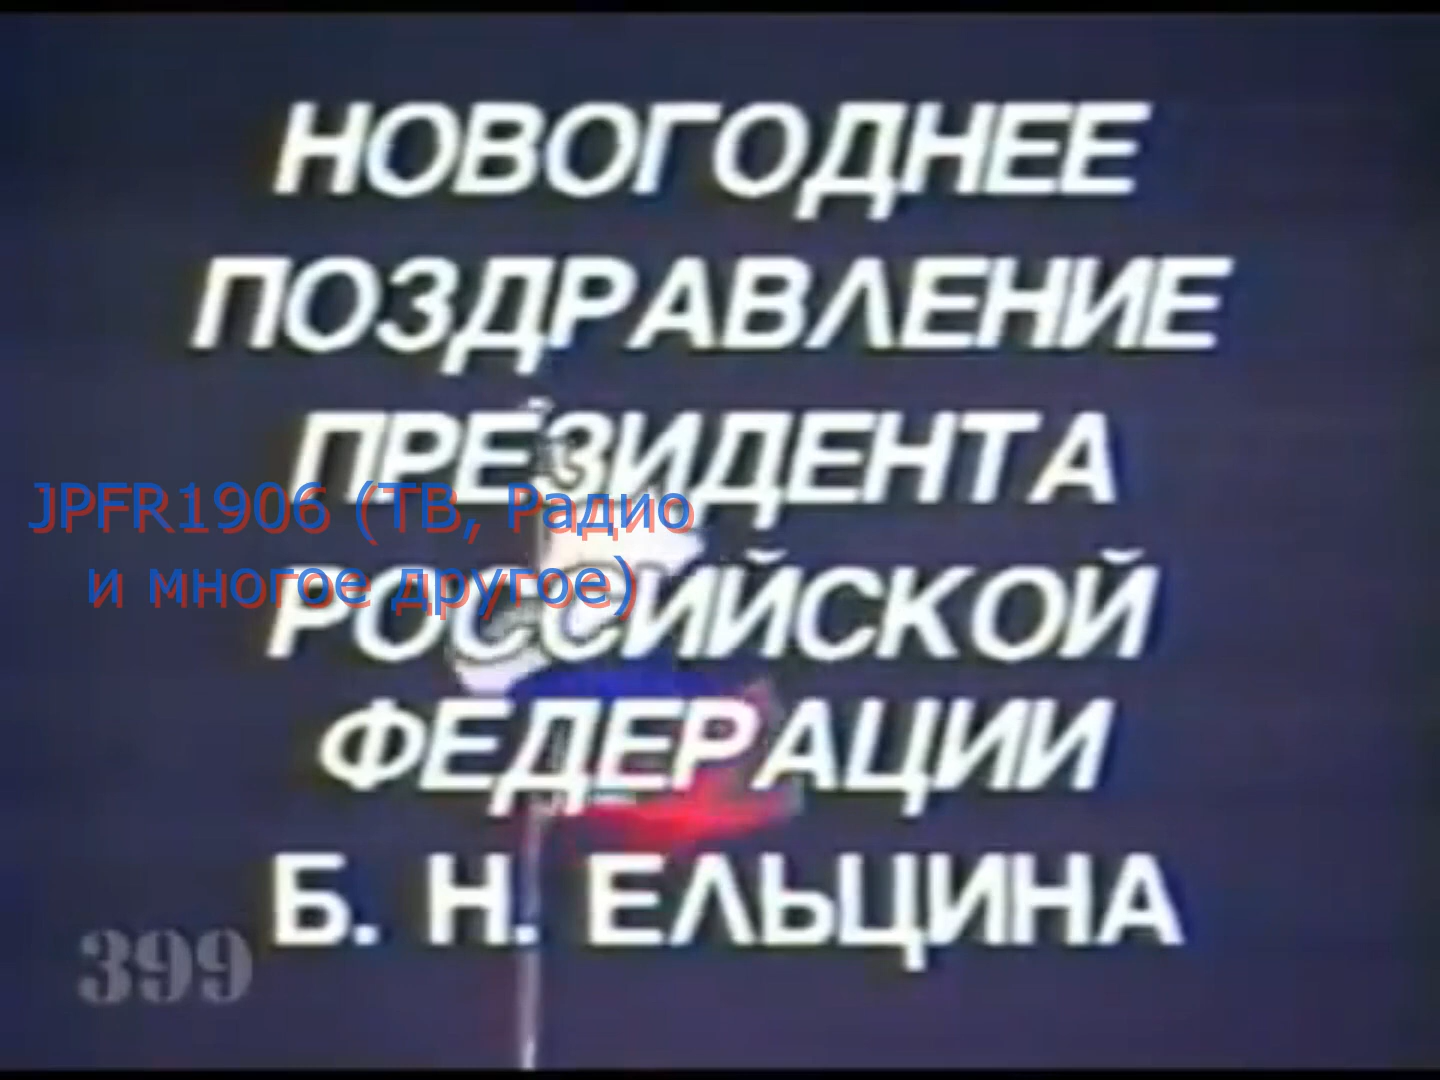 НОВОГОДНЕЕ
ПОЗДРАВЛЕНИЕ
ПРЕЗИДЕНТА
JPFR1906 (ТВ, Радио
и многое другое)
РОССИЙСКОЙ
ФЕДЕРАЦИИ
Б. Н. ЕЛЬЦИНА
399